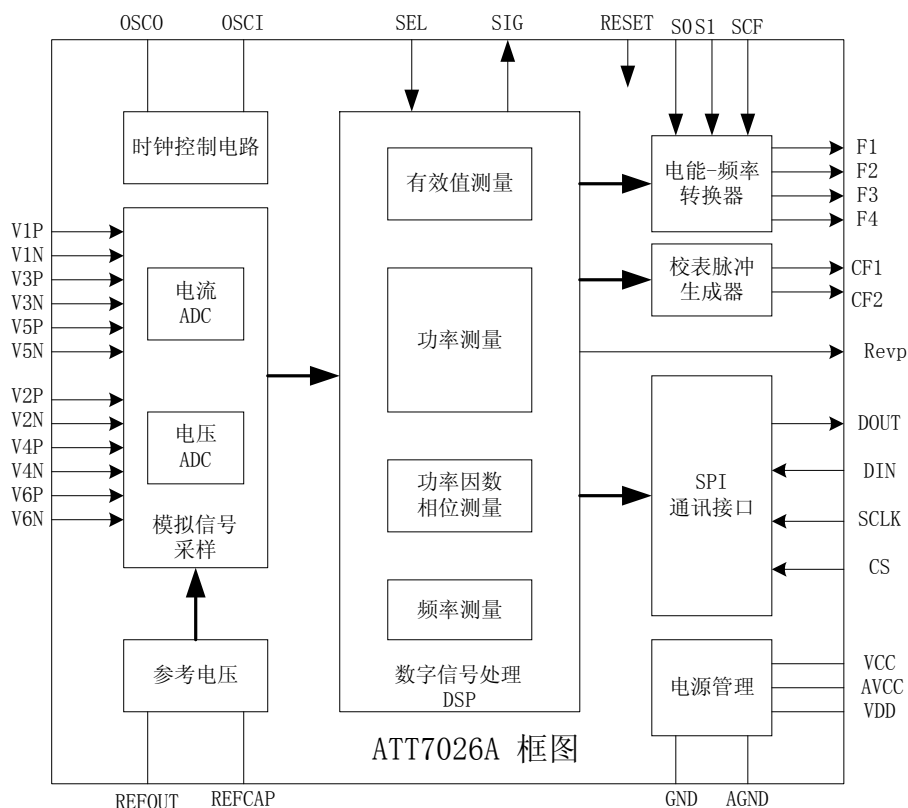 OSCO
OSCI
SEL
SIG
RESET
S0
S1
SCF
时钟控制电路
V1P
V1N
V3P
V3N
V5P
V5N
V2P
V2N
V4P
V4N
V6P
V6N
电流
ADC
电压
ADC
模拟信号
采样
参考电压
REFOUT
REFCAP
有效值测量
功率测量
功率因数
相位测量
频率测量
数字信号处理
DSP
电能-频率
转换器
F1
F2
F3
F4
校表脉冲
生成器
CF1
CF2
Revp
SPI
通讯接口
DOUT
DIN
SCLK
CS
电源管理
VCC
AVCC
VDD
GND
AGND
ATT7026A 框图